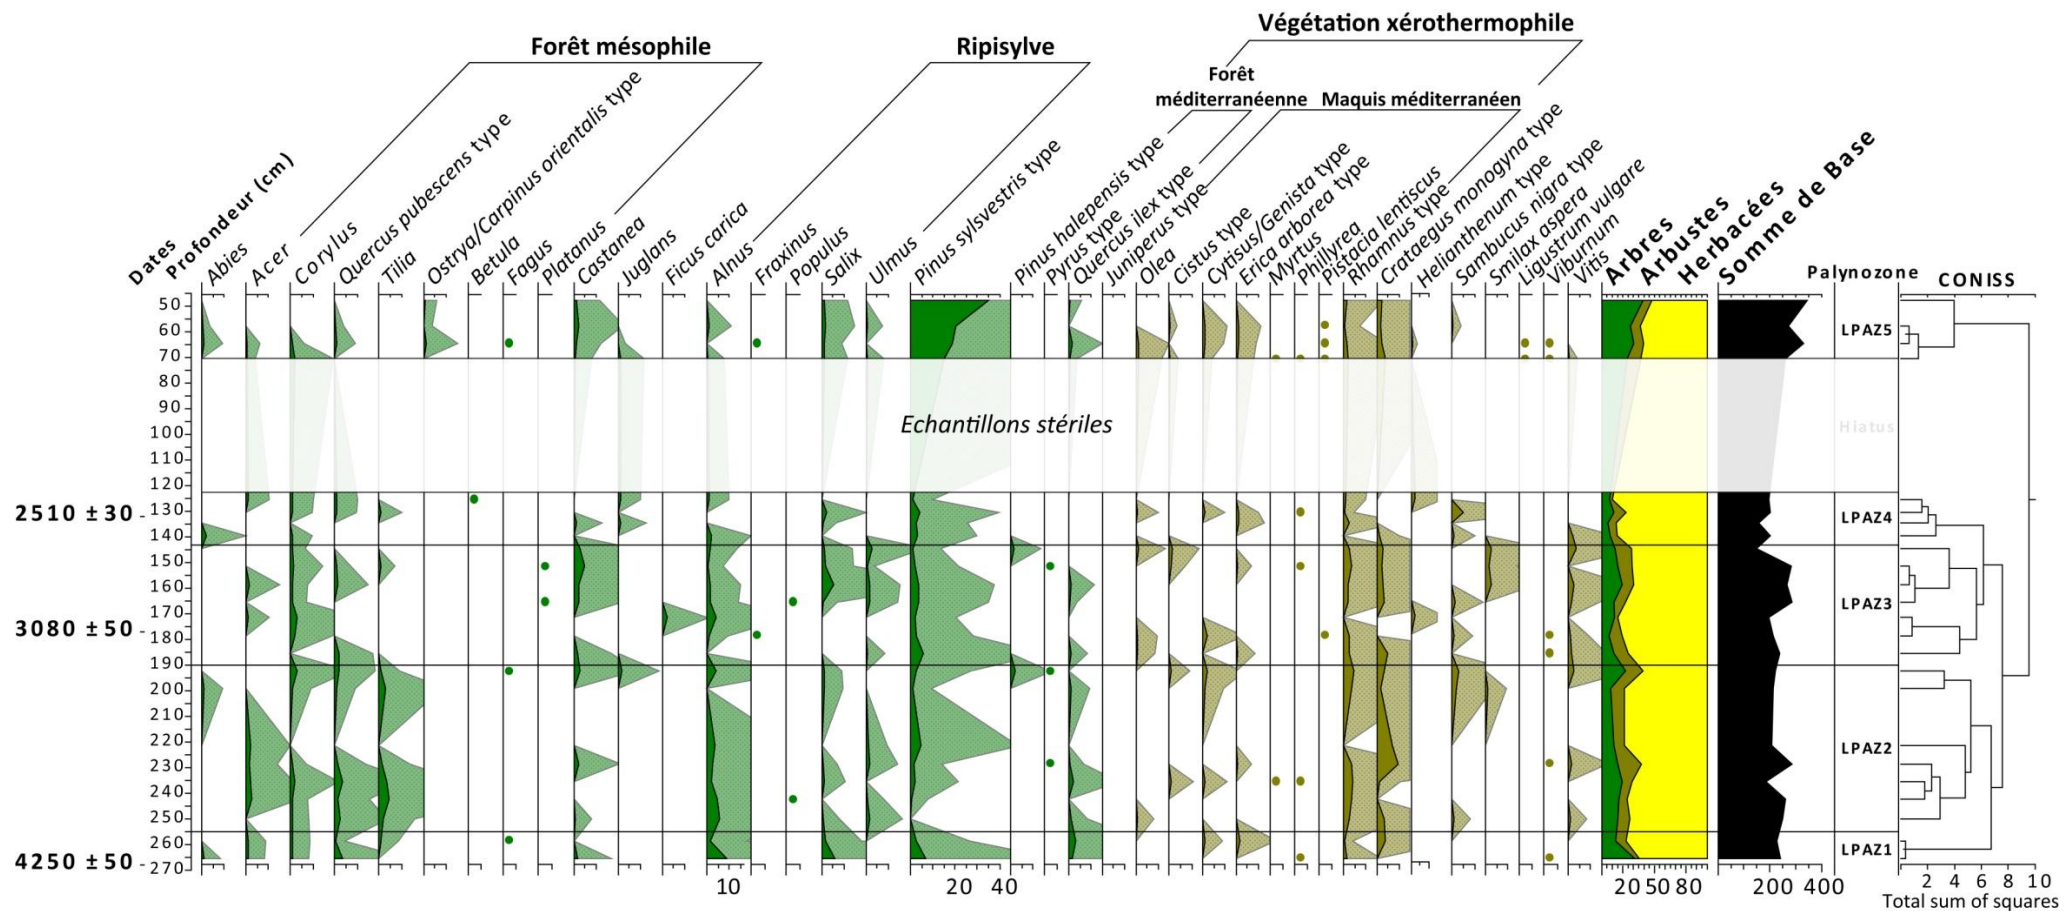 Végétation xérothermophile
Forêt mésophile
Ripisylve
Forêt
méditerranéenne
Maquis méditerranéen
Dates
Profondeur (cm)
Abies
Acer
Corylus
Quercus pubescens type
Tilia
Ostrya/Carpinus orientalis type
Betula
Fagus
Platanus
Castanea
Juglans
Ficus carica
Alnus
Fraxinus
Populus
Salix
Ulmus
Pinus sylsvestris type
Pinus halepensis type
Pyrus type
Quercus ilex type
Juniperus type
Olea
Cistus type
Cytisus/Genista type
Erica arborea type
Myrtus
Phillyrea
Pistacia lentiscus
Rhamnus type
Crataegus monogyna type
Helianthenum type
Sambucus nigra type
Smilax aspera
Ligustrum vulgare
Viburnum
Vitis
Arbres
Arbustes
Herbacées
Somme de Base
Palynozone
CONISS
50
60
70
80
90
100
110
120
130
140
150
160
170
180
190
200
210
220
230
240
250
260
270
2510 ± 30
3080 ± 50
4250 ± 50
Echantillons stériles
LPAZ5
Hiatus
LPAZ4
LPAZ3
LPAZ2
LPAZ1
10
20 40
20 50 80
200 400
2 4 6 8 10
Total sum of squares